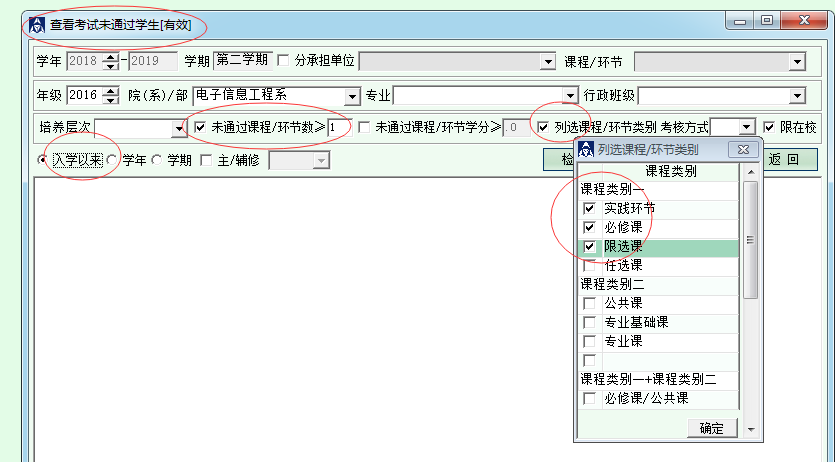 查看考试未通过学生[有效]
学年 2018 - 2019 学期 第二学期 分承担单位 课程/环节
年级 2016 院(系)/部 电子信息工程系 专业 行政班级
培养层次 未通过课程/环节数≥ 1 未通过课程/环节学分≥ .0 列选课程/环节类别 考核方式 限在校
入学以来 学年 学期 主/辅修 检 返 回
列选课程/环节类别
课程类别
课程类别一
实践环节
必修课
限选课
任选课
课程类别二
公共课
专业基础课
专业课
课程类别一+课程类别二
必修课/公共课
确定